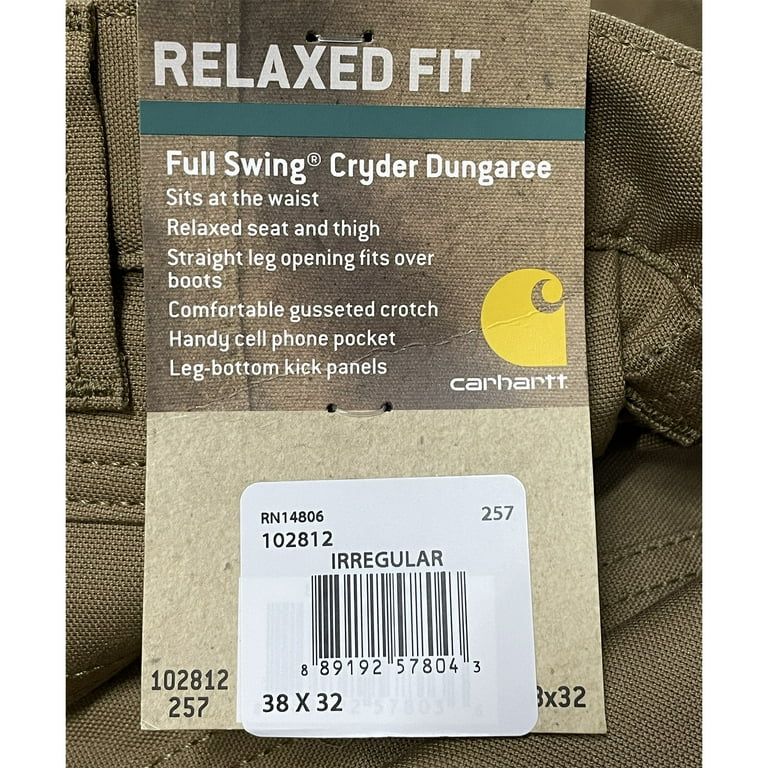 RELAXED FIT
Full Swing® Cryder Dungaree
Sits at the waist
Relaxed seat and thigh
Straight leg opening fits over
boots
Comfortable gusseted crotch
Handy cell phone pocket
Leg-bottom kick panels
carhartt
RN14806 257
102812
IRREGULAR
8 89192 57804 3
38 X 32
102812
257
x32